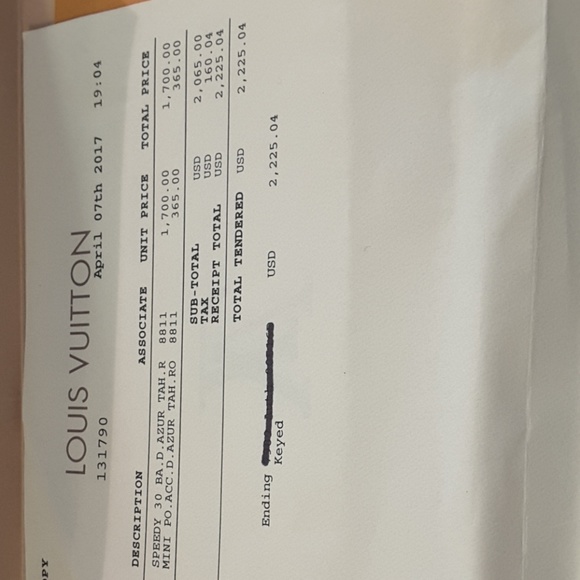 LOUIS VUITTON
131790 April 07th 2017 19:04
DESCRIPTION ASSOCIATE UNIT PRICE TOTAL PRICE
SPEEDY 30 BA.D.AZUR TAH.R 8811 1,700.00 1,700.00
MINI PO.ACC.D.AZUR TAH.RO 8811 365.00 365.00
SUB-TOTAL USD 2,065.00
TAX USD 160.04
RECEIPT TOTAL USD 2,225.04
TOTAL TENDERED USD 2,225.04
Ending USD 2,225.04
Keyed